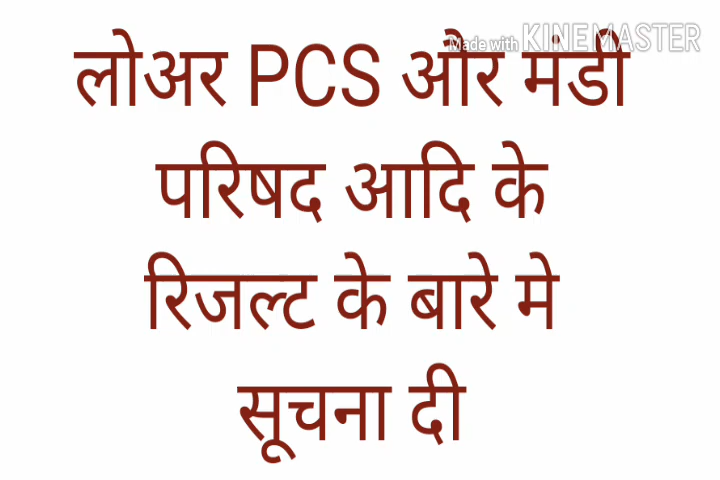 Made with KINEMASTER
लोअर PCS और मंडी
परिषद आदि के
रिजल्ट के बारे मे
सूचना दी